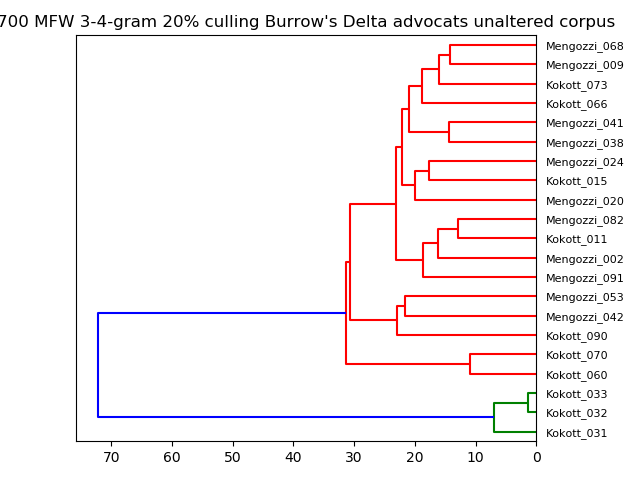 700 MFW 3-4-gram 20% culling Burrow's Delta advocats unaltered corpus
Mengozzi_068
Mengozzi_009
Kokott_073
Kokott_066
Mengozzi_041
Mengozzi_038
Mengozzi_024
Kokott_015
Mengozzi_020
Mengozzi_082
Kokott_011
Mengozzi_002
Mengozzi_091
Mengozzi_053
Mengozzi_042
Kokott_090
Kokott_070
Kokott_060
Kokott_033
Kokott_032
Kokott_031
70 60 50 40 30 20 10 0